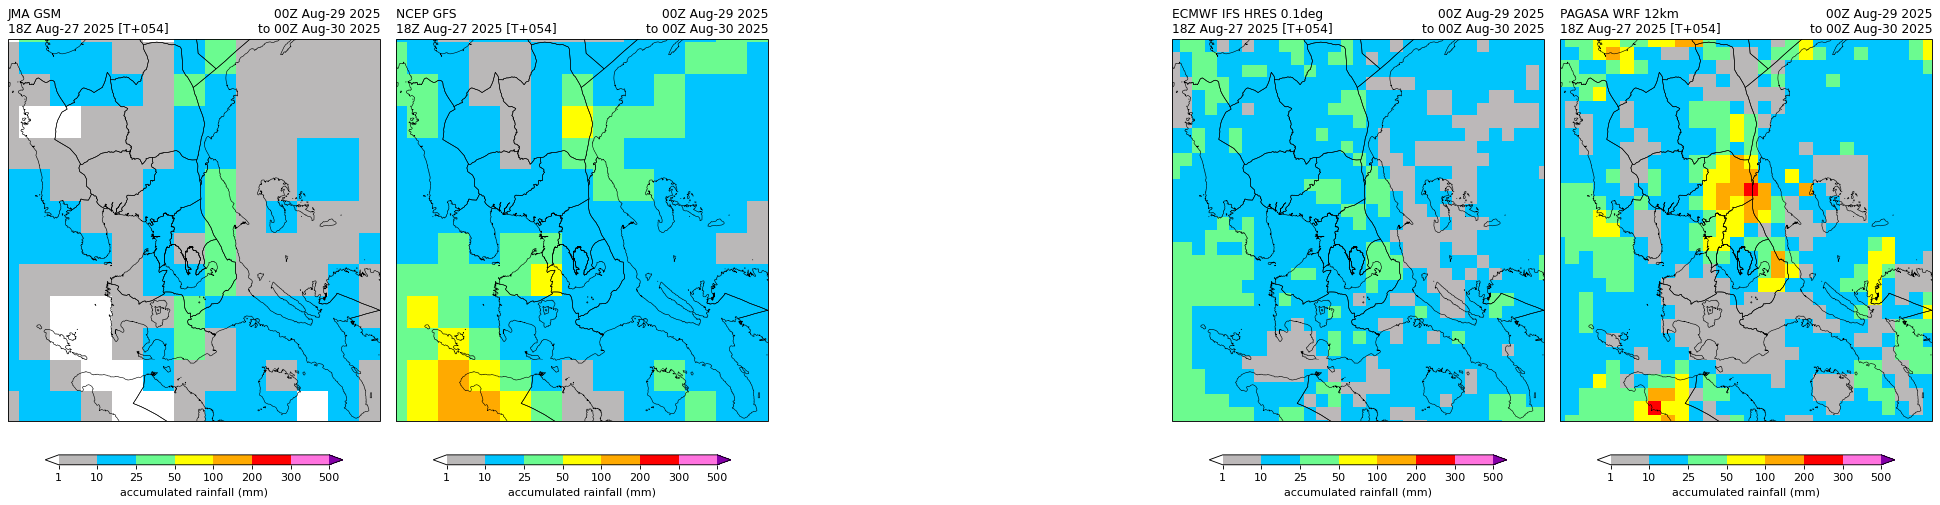 JMA GSM 00Z Aug-29 2025
18Z Aug-27 2025 [T+054] to 00Z Aug-30 2025
NCEP GFS 00Z Aug-29 2025
18Z Aug-27 2025 [T+054] to 00Z Aug-30 2025
ECMWF IFS HRES 0.1deg 00Z Aug-29 2025
18Z Aug-27 2025 [T+054] to 00Z Aug-30 2025
PAGASA WRF 12km 00Z Aug-29 2025
18Z Aug-27 2025 [T+054] to 00Z Aug-30 2025
1 10 25 50 100 200 300 500
accumulated rainfall (mm)
1 10 25 50 100 200 300 500
accumulated rainfall (mm)
1 10 25 50 100 200 300 500
accumulated rainfall (mm)
1 10 25 50 100 200 300 500
accumulated rainfall (mm)